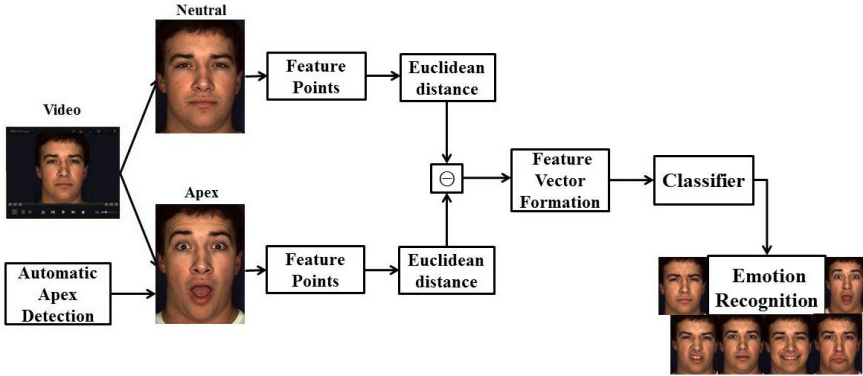 Neutral
Feature
Points
Euclidean
distance
Video
Apex
Feature
Vector
Formation
Classifier
Automatic
Apex
Detection
Feature
Points
Euclidean
distance
Emotion
Recognition